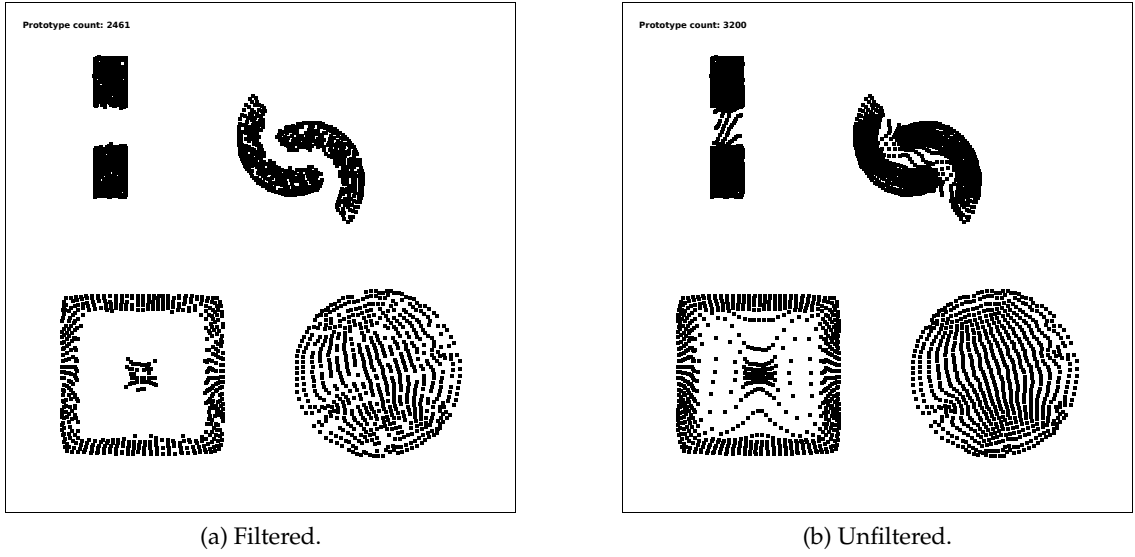 Prototype count: 2461
Prototype count: 3200
(a) Filtered.
(b) Unfiltered.